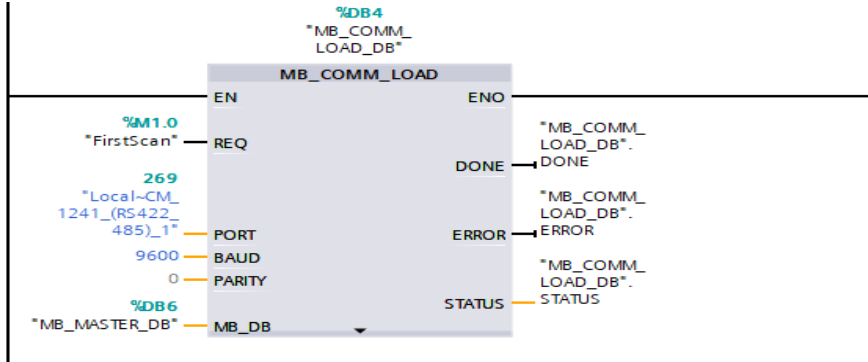 %DB4
"MB_COMM_
LOAD_DB"
MB_COMM_LOAD
EN
ENO
%M1.0
"FirstScan"
REQ
"MB_COMM_
LOAD_DB".
DONE
DONE
269
"Local~CM_
1241_(RS422_
485)_1"
PORT
"MB_COMM_
LOAD_DB".
ERROR
ERROR
9600
BAUD
0
PARITY
"MB_COMM_
LOAD_DB".
STATUS
STATUS
%DB6
"MB_MASTER_DB"
MB_DB